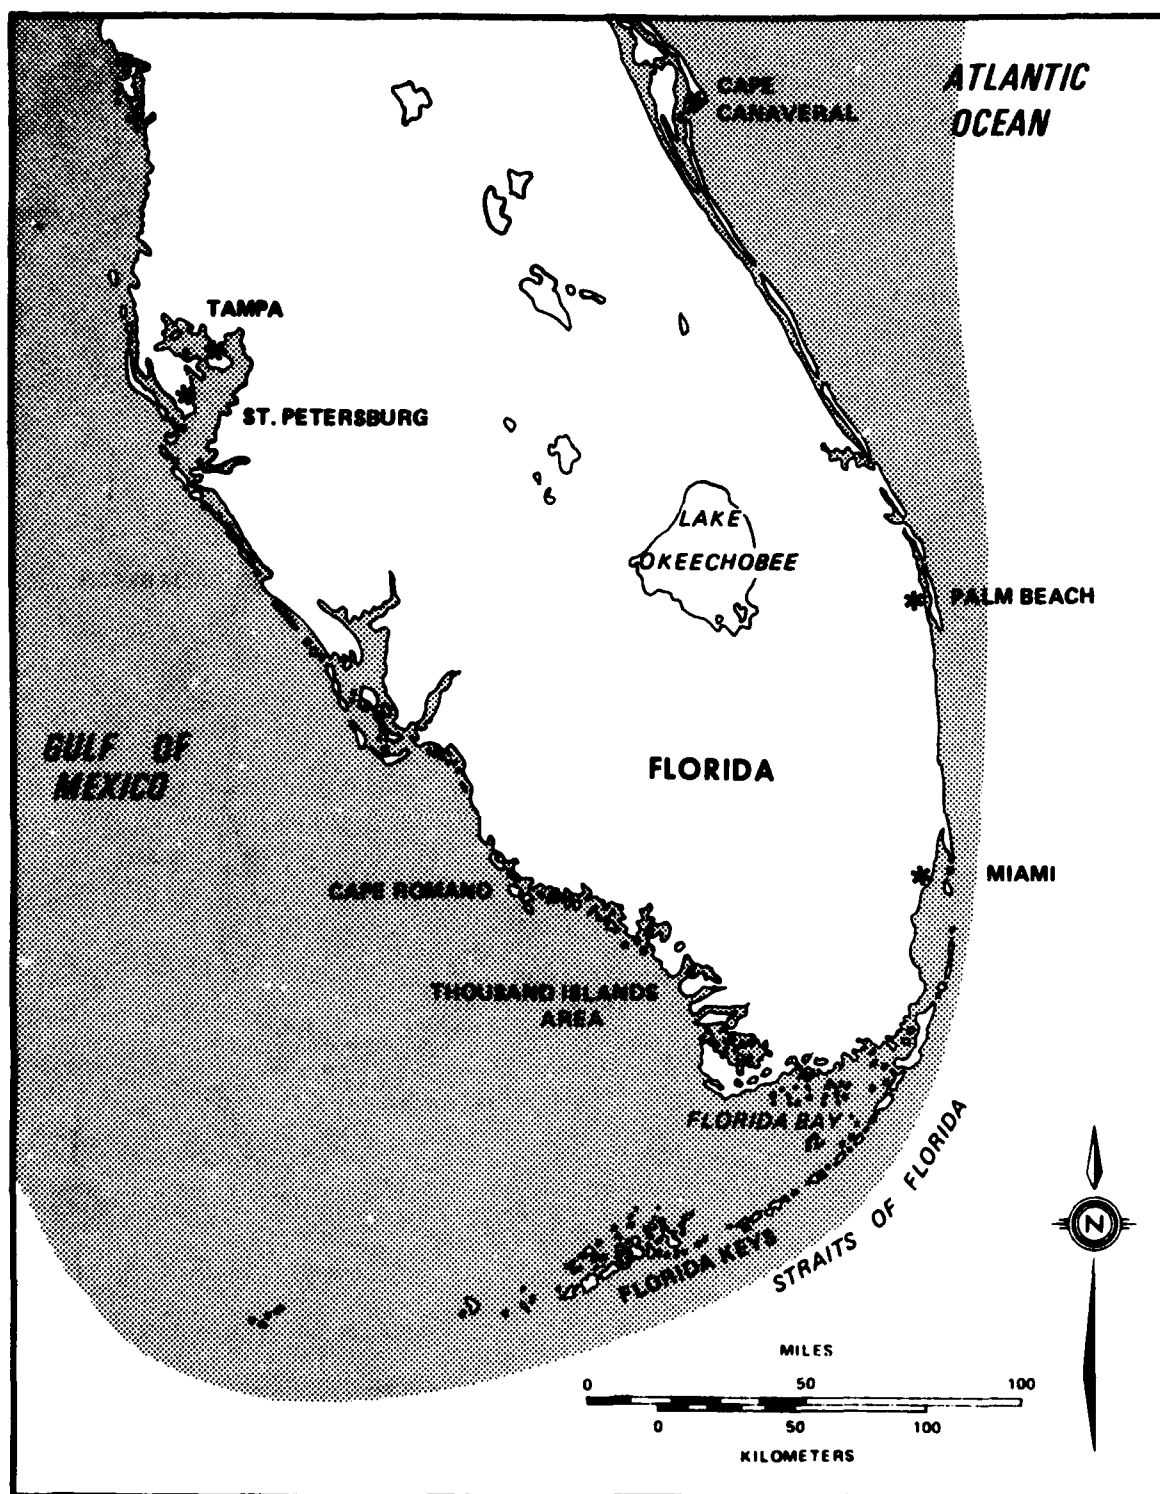 ATLANTIC
OCEAN
CAPE
CANAVERAL
TAMPA
ST. PETERSBURG
LAKE
OKEECHOBEE
PALM BEACH
GULF OF
MEXICO
FLORIDA
MIAMI
CAPE ROMANO
THOUSAND ISLANDS
AREA
FLORIDA BAY
STRAITS OF FLORIDA
FLORIDA KEYS
N
MILES
0 50 100
0 50 100
KILOMETERS